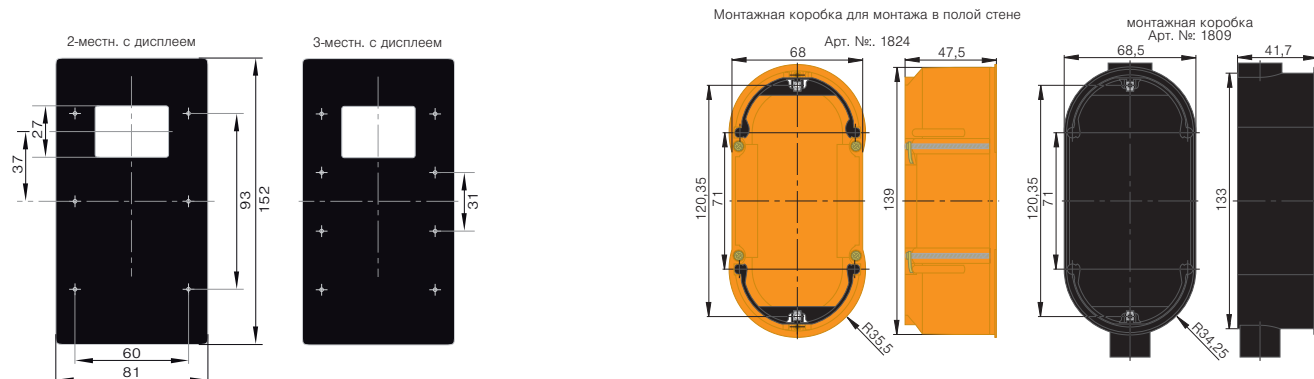 2-местн. с дисплеем
3-местн. с дисплеем
27
37
93
152
60
81
31
Монтажная коробка для монтажа в полой стене
Арт. №:. 1824
68
47,5
120,35
71
139
R35,5
монтажная коробка
Арт. №: 1809
68,5
41,7
120,35
71
133
R34,25